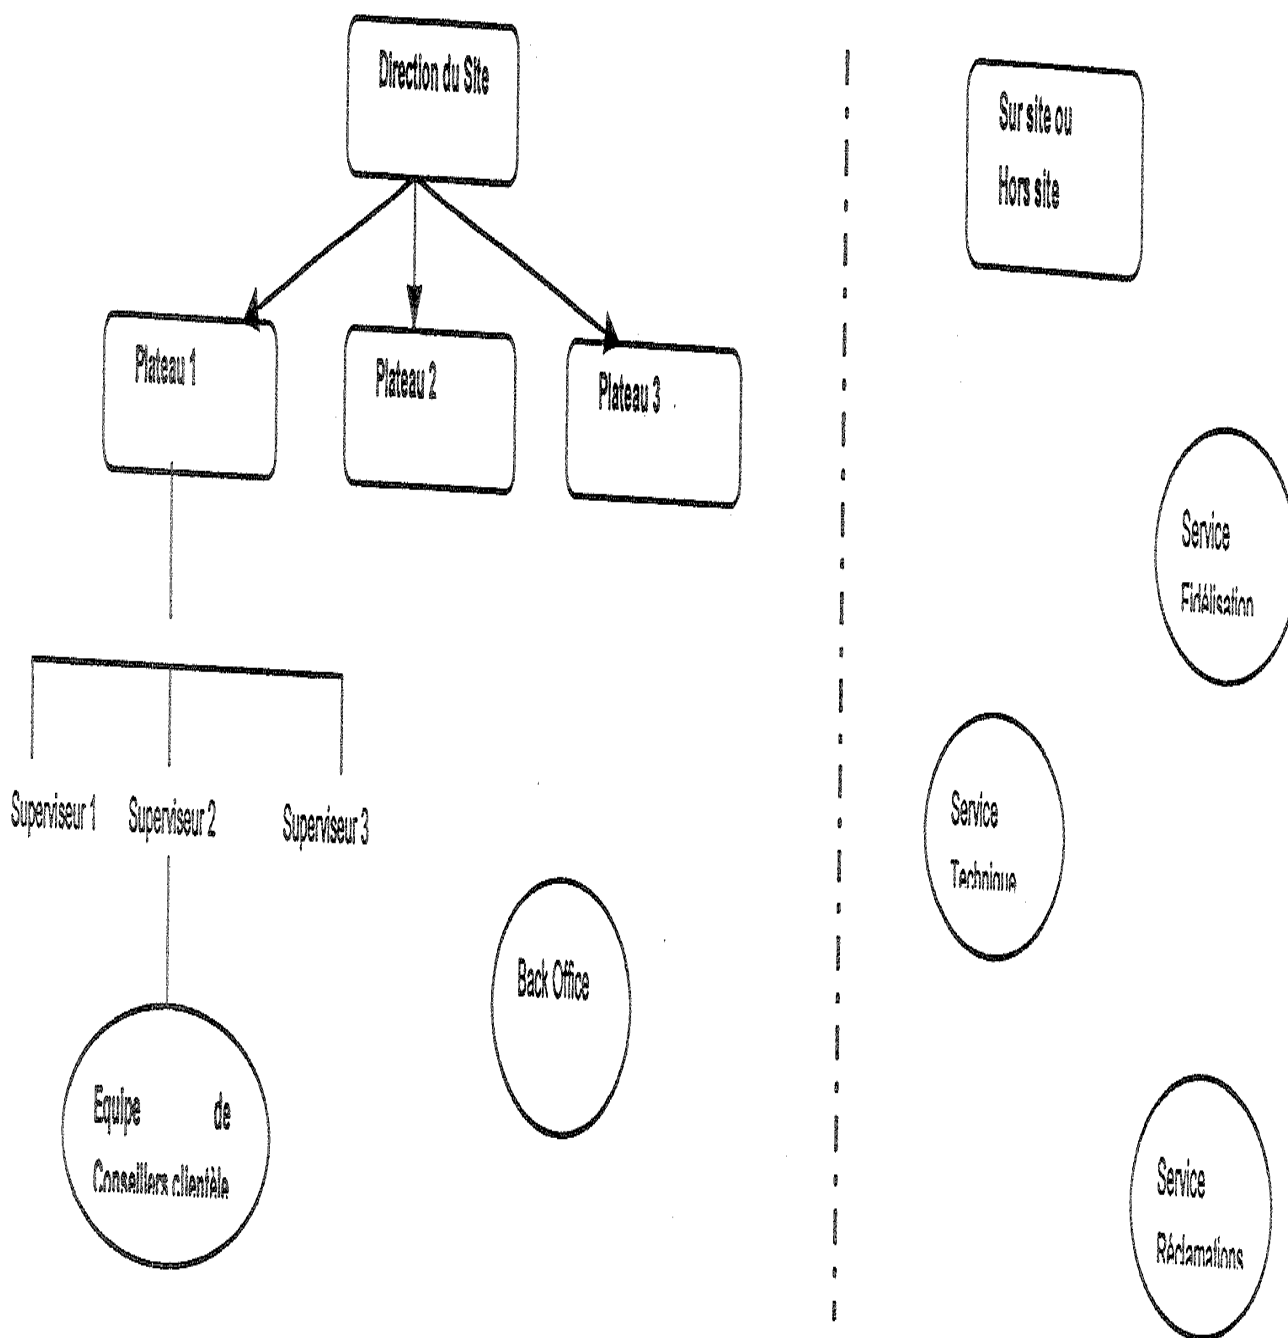 Direction du Site
Sur site ou
Hors site
Plateau 1
Plateau 2
Plateau 3
Service
Fidélisation
Superviseur 1
Superviseur 2
Superviseur 3
Service
Technique
Back Office
Equipe de
Conseillers clientèle
Service
Réclamations